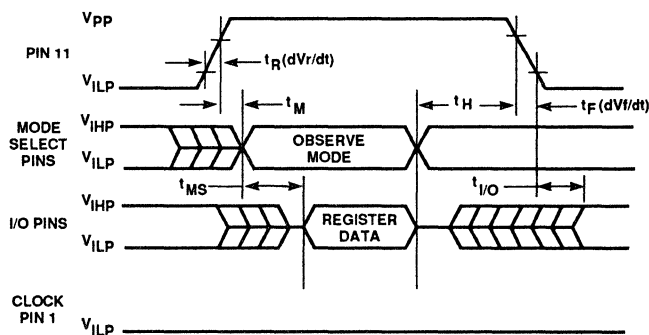 VPP
PIN 11
tR(dVr/dt)
VILP
tM
tH
tF(dVf/dt)
MODE
SELECT
PINS
VIHP
VILP
OBSERVE
MODE
tMS
tI/O
I/O PINS
VIHP
VILP
REGISTER
DATA
CLOCK
PIN 1
VILP